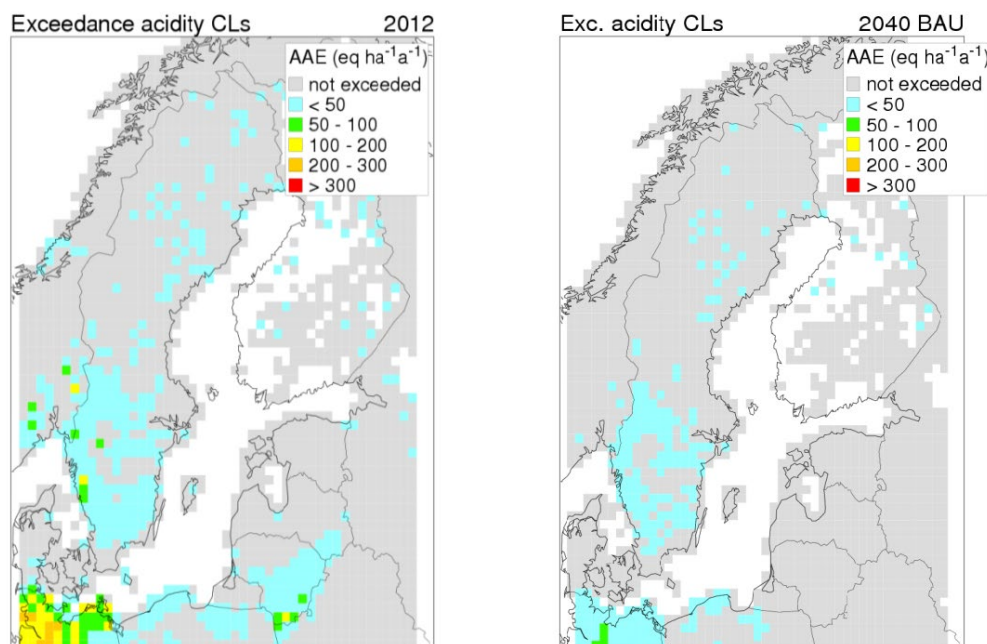 Exceedance acidity CLs 2012
AAE (eq ha⁻¹a⁻¹)
not exceeded
< 50
50 - 100
100 - 200
200 - 300
> 300
Exc. acidity CLs 2040 BAU
AAE (eq ha⁻¹a⁻¹)
not exceeded
< 50
50 - 100
100 - 200
200 - 300
> 300